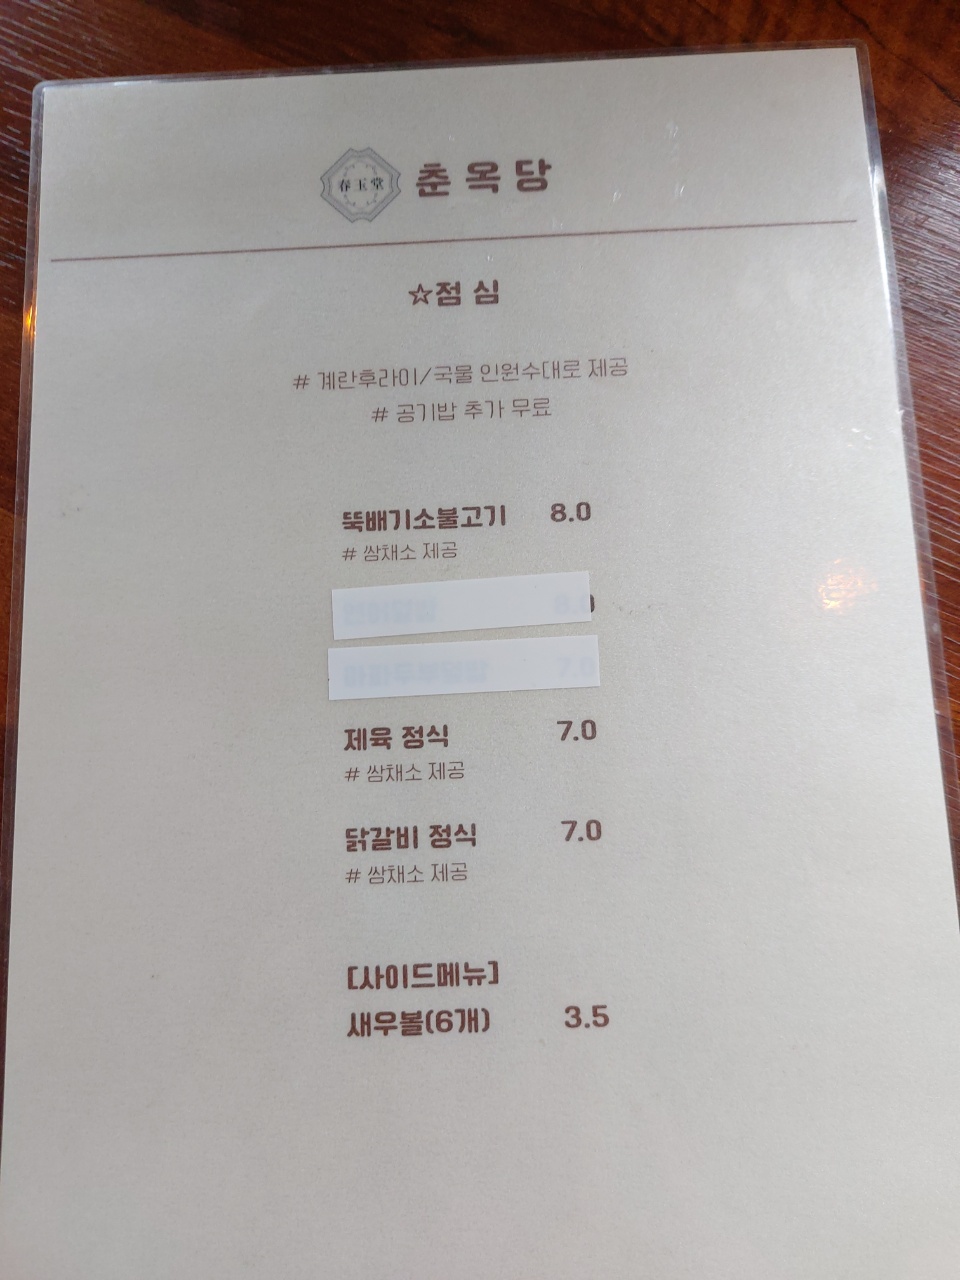 春玉堂 춘옥당
☆점심
# 계란후라이/국물 인원수대로 제공
# 공기밥 추가 무료
뚝배기소불고기 8.0
# 쌈채소 제공
제육 정식 7.0
# 쌈채소 제공
닭갈비 정식 7.0
# 쌈채소 제공
[사이드메뉴]
새우볼(6개) 3.5